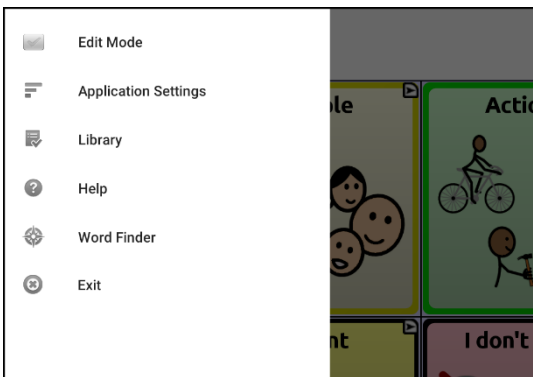 Edit Mode
Application Settings
Library
Help
Word Finder
Exit
ple
Actio
nt
I don't